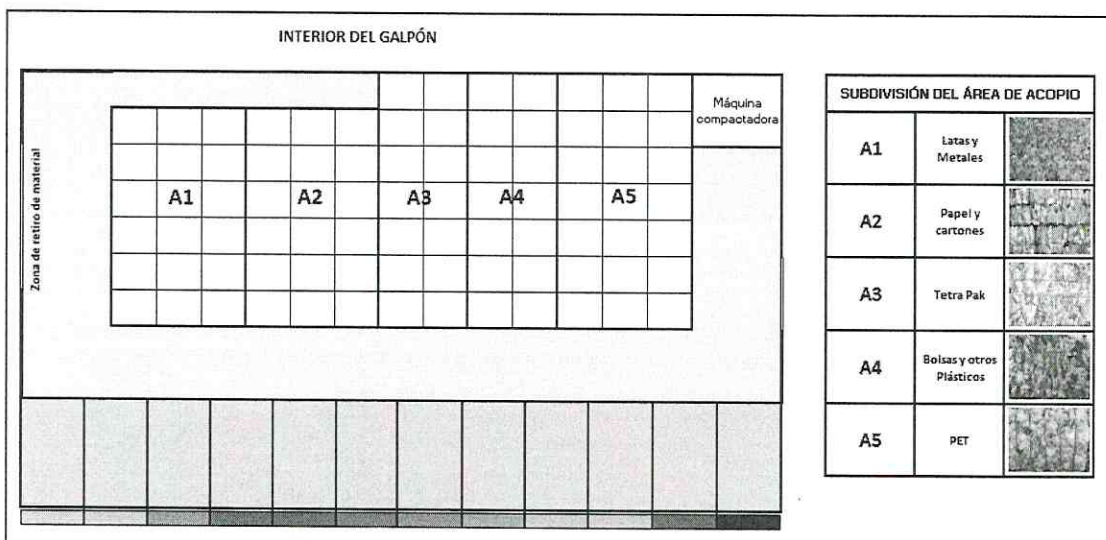 INTERIOR DEL GALPÓN
Zona de retiro de material
Máquina
compactadora
A1
A2
A3
A4
A5
SUBDIVISIÓN DEL ÁREA DE ACOPIO
A1
Latas y
Metales
A2
Papel y
cartones
A3
Tetra Pak
A4
Bolsas y otros
Plásticos
A5
PET